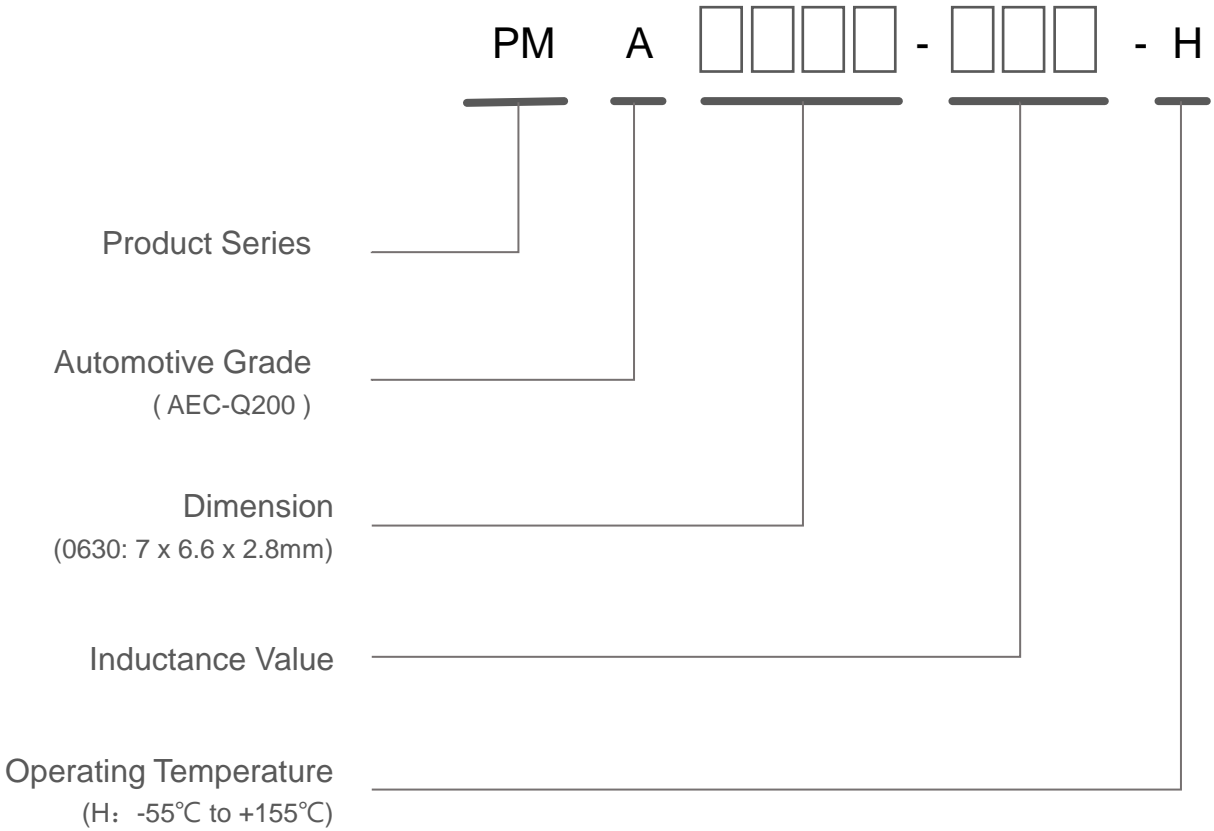 PM A □□□□ - □□□ - H
Product Series
Automotive Grade
( AEC-Q200 )
Dimension
(0630: 7 x 6.6 x 2.8mm)
Inductance Value
Operating Temperature
(H：-55℃ to +155℃)